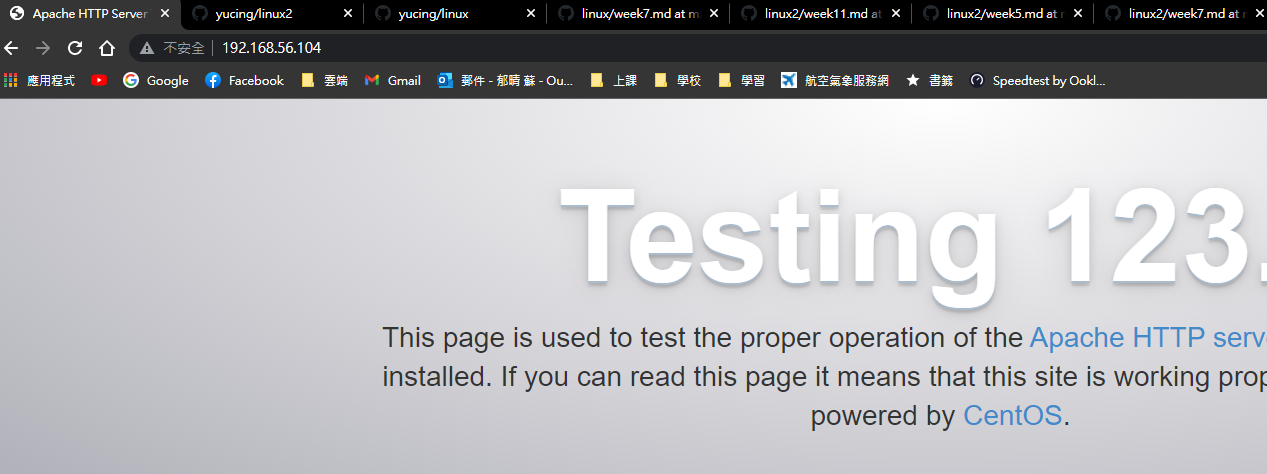 Apache HTTP Server yucing/linux2 yucing/linux linux/week7.md at m linux2/week11.md at linux2/week5.md at linux2/week7.md at
不安全 192.168.56.104
應用程式 Google Facebook 雲端 Gmail 郵件 - 郁晴 蘇 - Ou... 上課 學校 學習 航空氣象服務網 書籤 Speedtest by Ookl...
Testing 123.
This page is used to test the proper operation of the Apache HTTP serv
installed. If you can read this page it means that this site is working prop
powered by CentOS.